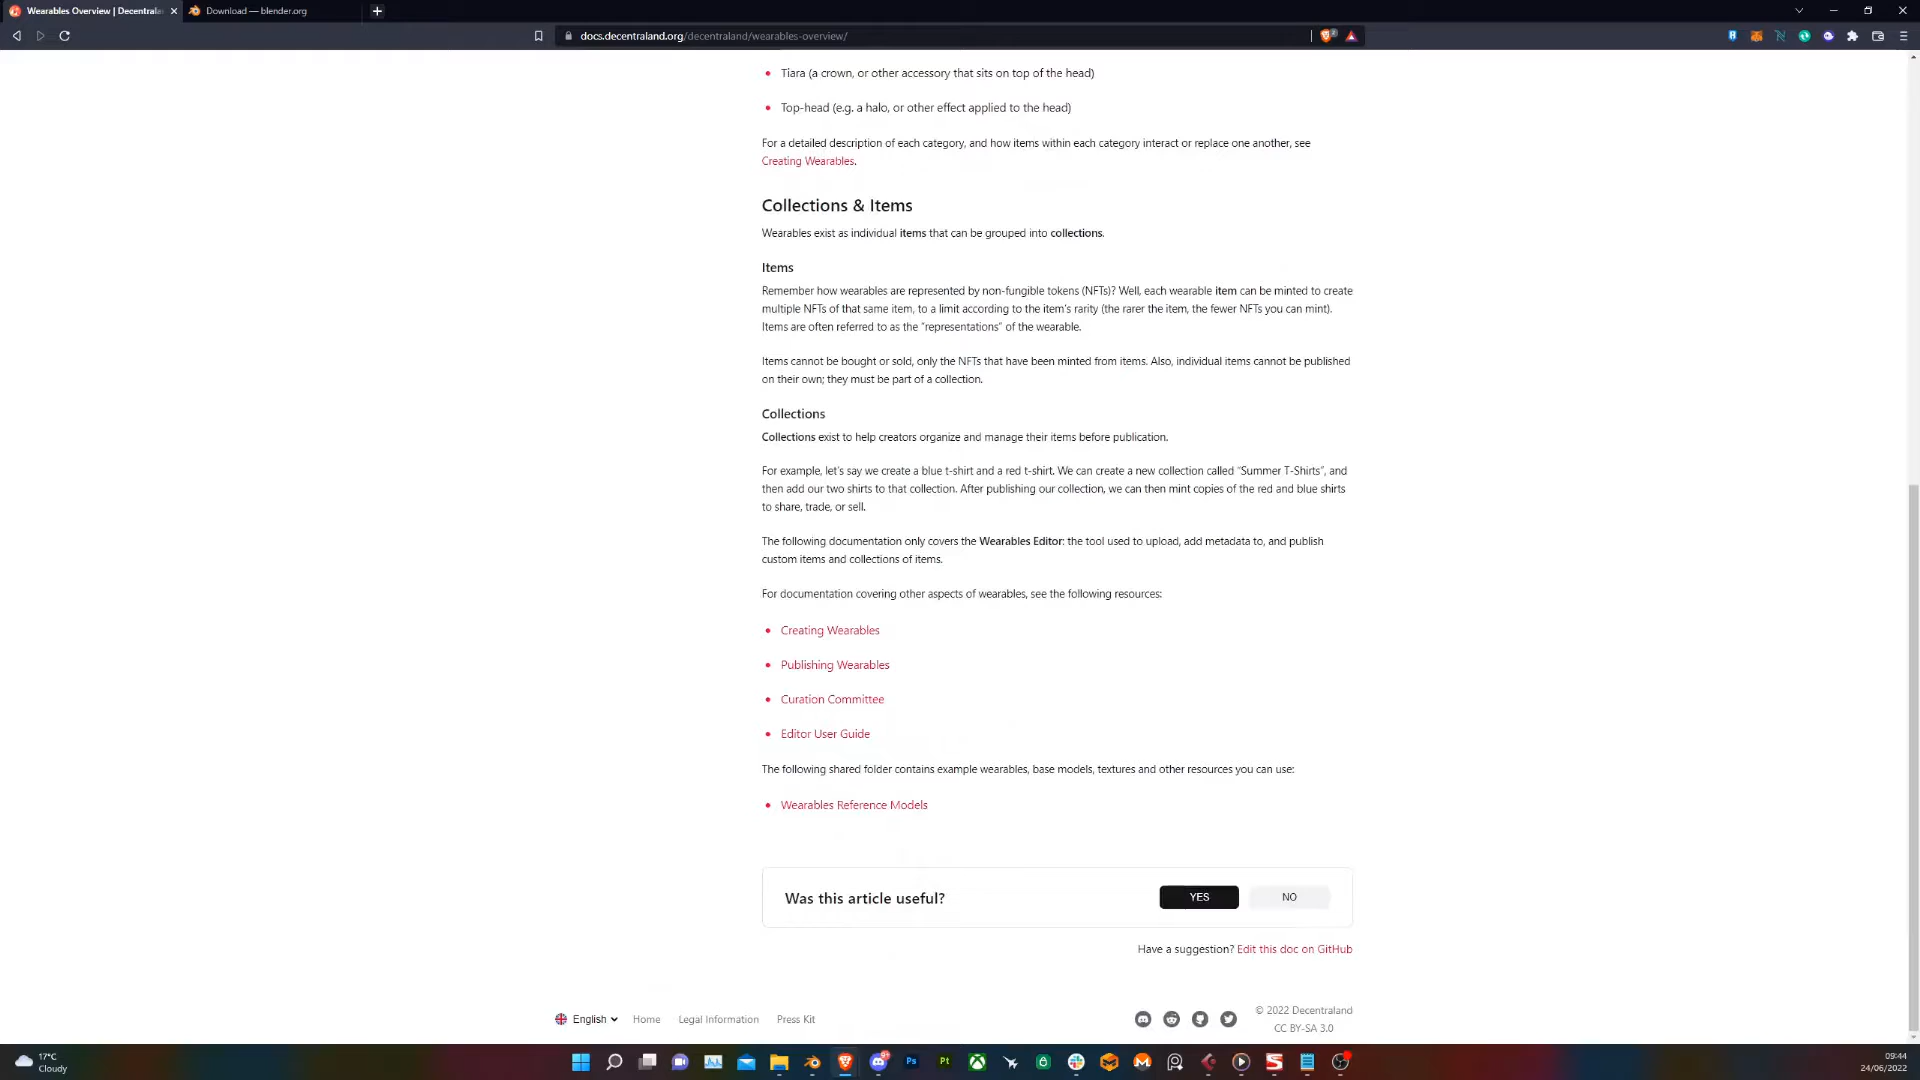 Wearables Overview | Decentrala
Download — blender.org
docs.decentraland.org/decentraland/wearables-overview/
Tiara (a crown, or other accessory that sits on top of the head)
Top-head (e.g. a halo, or other effect applied to the head)
For a detailed description of each category, and how items within each category interact or replace one another, see
Creating Wearables.
Collections & Items
Wearables exist as individual items that can be grouped into collections.
Items
Remember how wearables are represented by non-fungible tokens (NFTs)? Well, each wearable item can be minted to create
multiple NFTs of that same item, to a limit according to the item's rarity (the rarer the item, the fewer NFTs you can mint).
Items are often referred to as the "representations" of the wearable.
Items cannot be bought or sold, only the NFTs that have been minted from items. Also, individual items cannot be published
on their own; they must be part of a collection.
Collections
Collections exist to help creators organize and manage their items before publication.
For example, let's say we create a blue t-shirt and a red t-shirt. We can create a new collection called "Summer T-Shirts", and
then add our two shirts to that collection. After publishing our collection, we can then mint copies of the red and blue shirts
to share, trade, or sell.
The following documentation only covers the Wearables Editor: the tool used to upload, add metadata to, and publish
custom items and collections of items.
For documentation covering other aspects of wearables, see the following resources:
Creating Wearables
Publishing Wearables
Curation Committee
Editor User Guide
The following shared folder contains example wearables, base models, textures and other resources you can use:
Wearables Reference Models
Was this article useful?
YES
NO
Have a suggestion? Edit this doc on GitHub
English
Home
Legal Information
Press Kit
© 2022 Decentraland
CC BY-SA 3.0
17°C
Cloudy
Ps
Pt
09:44
24/06/2022